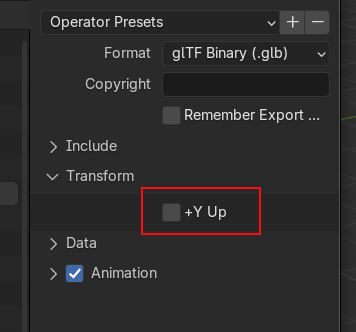 Operator Presets
Format glTF Binary (.glb)
Copyright
Remember Export ...
Include
Transform
+Y Up
Data
Animation